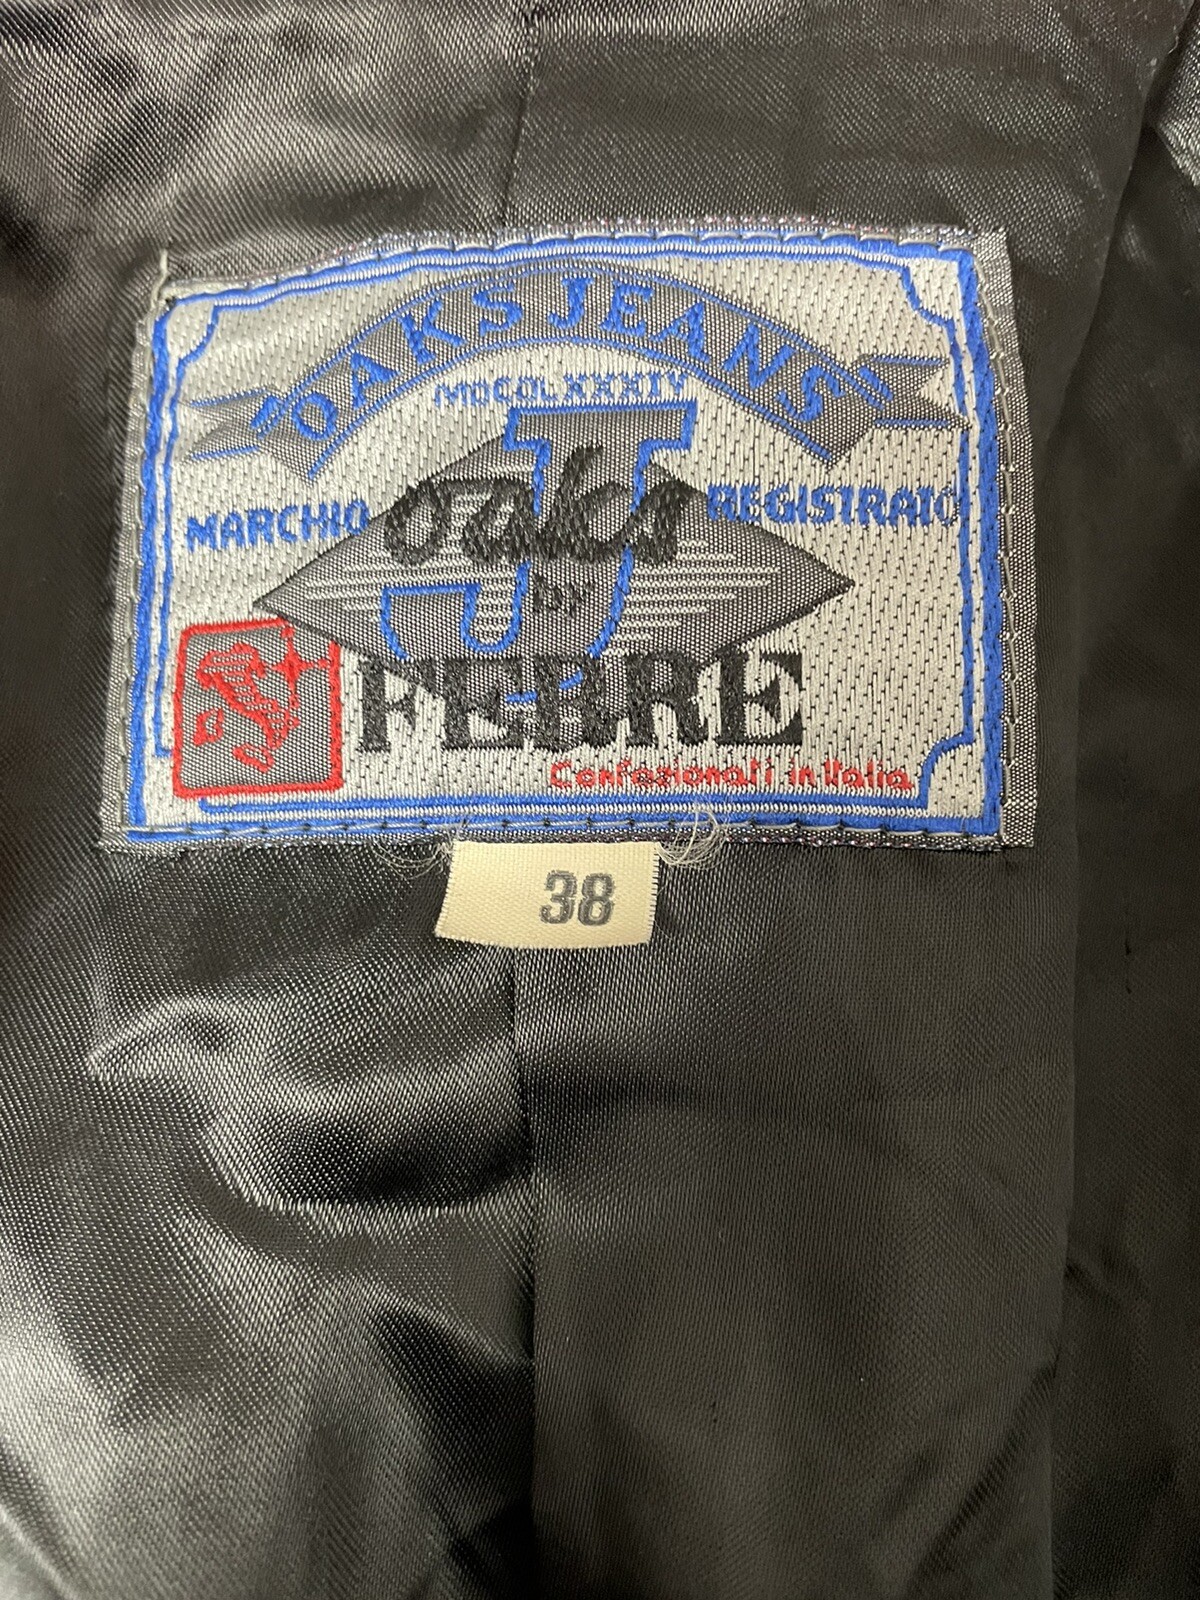 "OAKS JEANS"
MDCCLXXXIV
MARCHIO
REGISTRATO
J
Oaks
by
FERRE
Confezionati in Italia
38